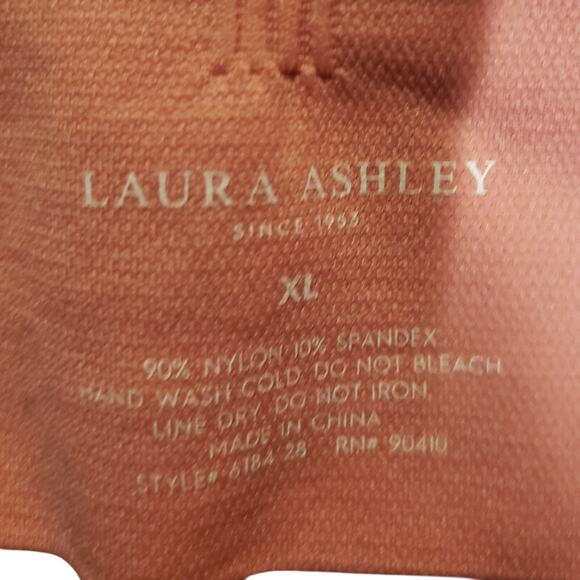 LAURA ASHLEY
SINCE 1953
XL
90% NYLON 10% SPANDEX
HAND WASH COLD DO NOT BLEACH
LINE DRY. DO NOT IRON.
MADE IN CHINA
STYLE# 6184 28 RN# 90410